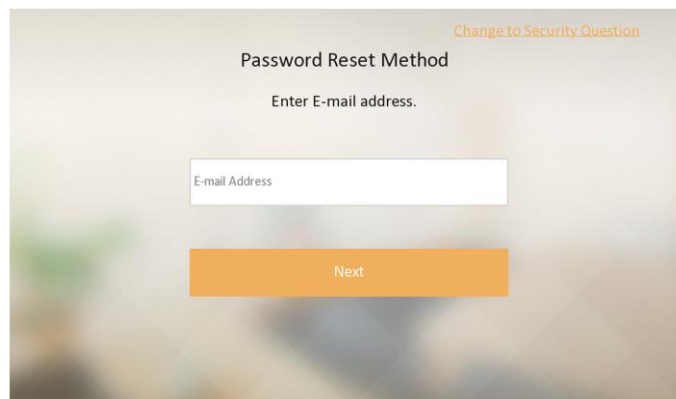 Change to Security Question
Password Reset Method
Enter E-mail address.
E-mail Address
Next